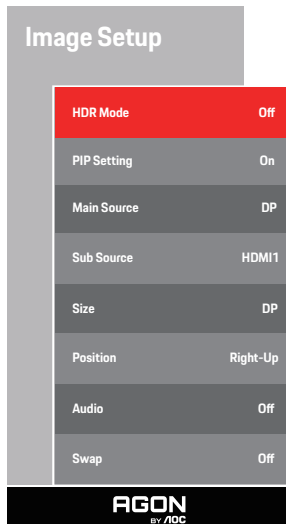 Image Setup
HDR Mode Off
PIP Setting On
Main Source DP
Sub Source HDMI1
Size DP
Position Right-Up
Audio Off
Swap Off
AGON
BY AOC